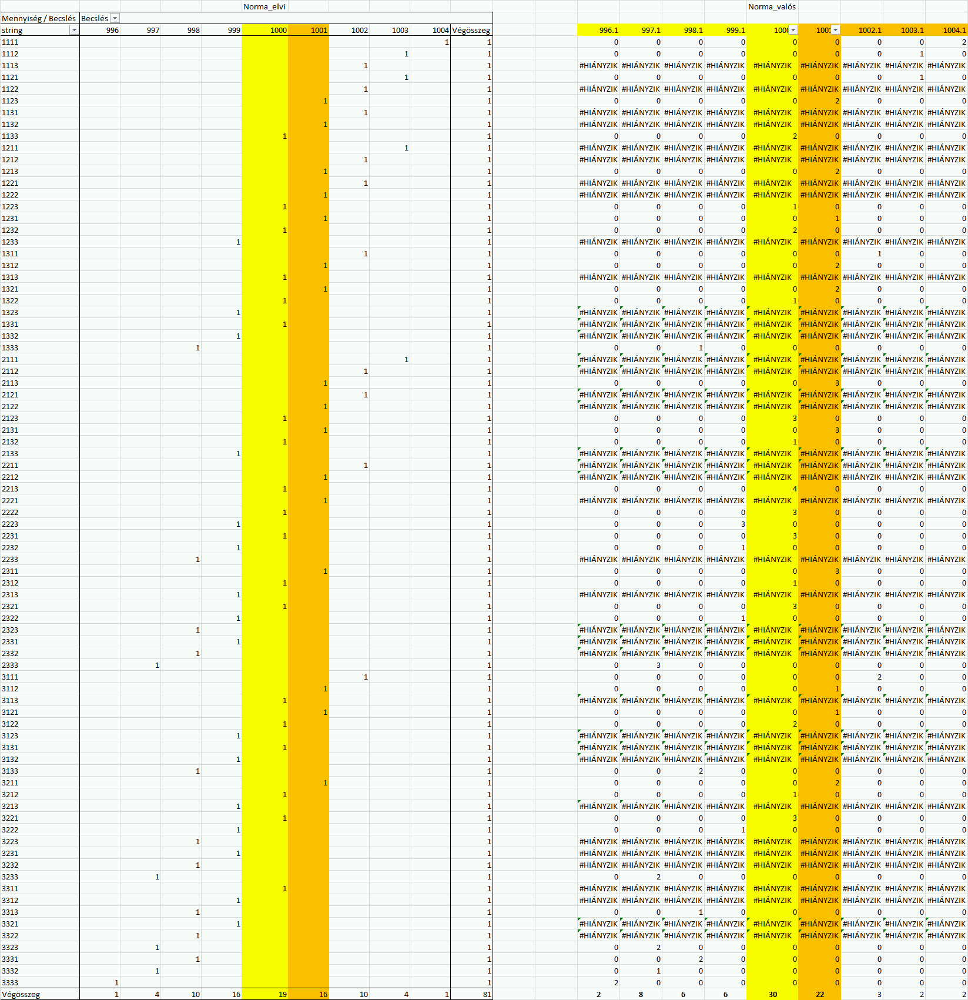 Norma_elvi Norma_valós
Mennyiség / Becslés Becslés
string 996 997 998 999 1000 1001 1002 1003 1004 Végösszeg 996.1 997.1 998.1 999.1 1000 1001 1002.1 1003.1 1004.1
1111 1 1 0 0 0 0 0 0 0 0 2
1112 1 1 0 0 0 0 0 0 0 1 0
1113 1 1 #HIÁNYZIK #HIÁNYZIK #HIÁNYZIK #HIÁNYZIK #HIÁNYZIK #HIÁNYZIK #HIÁNYZIK #HIÁNYZIK #HIÁNYZIK
1121 1 1 0 0 0 0 0 0 0 1 0
1122 1 1 #HIÁNYZIK #HIÁNYZIK #HIÁNYZIK #HIÁNYZIK #HIÁNYZIK #HIÁNYZIK #HIÁNYZIK #HIÁNYZIK #HIÁNYZIK
1123 1 1 0 0 0 0 0 2 0 0 0
1131 1 1 #HIÁNYZIK #HIÁNYZIK #HIÁNYZIK #HIÁNYZIK #HIÁNYZIK #HIÁNYZIK #HIÁNYZIK #HIÁNYZIK #HIÁNYZIK
1132 1 1 #HIÁNYZIK #HIÁNYZIK #HIÁNYZIK #HIÁNYZIK #HIÁNYZIK #HIÁNYZIK #HIÁNYZIK #HIÁNYZIK #HIÁNYZIK
1133 1 1 0 0 0 0 2 0 0 0 0
1211 1 1 #HIÁNYZIK #HIÁNYZIK #HIÁNYZIK #HIÁNYZIK #HIÁNYZIK #HIÁNYZIK #HIÁNYZIK #HIÁNYZIK #HIÁNYZIK
1212 1 1 #HIÁNYZIK #HIÁNYZIK #HIÁNYZIK #HIÁNYZIK #HIÁNYZIK #HIÁNYZIK #HIÁNYZIK #HIÁNYZIK #HIÁNYZIK
1213 1 1 0 0 0 0 0 2 0 0 0
1221 1 1 #HIÁNYZIK #HIÁNYZIK #HIÁNYZIK #HIÁNYZIK #HIÁNYZIK #HIÁNYZIK #HIÁNYZIK #HIÁNYZIK #HIÁNYZIK
1222 1 1 #HIÁNYZIK #HIÁNYZIK #HIÁNYZIK #HIÁNYZIK #HIÁNYZIK #HIÁNYZIK #HIÁNYZIK #HIÁNYZIK #HIÁNYZIK
1223 1 1 0 0 0 0 1 0 0 0 0
1231 1 1 0 0 0 0 0 1 0 0 0
1232 1 1 0 0 0 0 2 0 0 0 0
1233 1 1 #HIÁNYZIK #HIÁNYZIK #HIÁNYZIK #HIÁNYZIK #HIÁNYZIK #HIÁNYZIK #HIÁNYZIK #HIÁNYZIK #HIÁNYZIK
1311 1 1 0 0 0 0 0 0 1 0 0
1312 1 1 0 0 0 0 0 2 0 0 0
1313 1 1 #HIÁNYZIK #HIÁNYZIK #HIÁNYZIK #HIÁNYZIK #HIÁNYZIK #HIÁNYZIK #HIÁNYZIK #HIÁNYZIK #HIÁNYZIK
1321 1 1 0 0 0 0 0 2 0 0 0
1322 1 1 0 0 0 0 1 0 0 0 0
1323 1 1 #HIÁNYZIK #HIÁNYZIK #HIÁNYZIK #HIÁNYZIK #HIÁNYZIK #HIÁNYZIK #HIÁNYZIK #HIÁNYZIK #HIÁNYZIK
1331 1 1 #HIÁNYZIK #HIÁNYZIK #HIÁNYZIK #HIÁNYZIK #HIÁNYZIK #HIÁNYZIK #HIÁNYZIK #HIÁNYZIK #HIÁNYZIK
1332 1 1 #HIÁNYZIK #HIÁNYZIK #HIÁNYZIK #HIÁNYZIK #HIÁNYZIK #HIÁNYZIK #HIÁNYZIK #HIÁNYZIK #HIÁNYZIK
1333 1 1 0 0 1 0 0 0 0 0 0
2111 1 1 #HIÁNYZIK #HIÁNYZIK #HIÁNYZIK #HIÁNYZIK #HIÁNYZIK #HIÁNYZIK #HIÁNYZIK #HIÁNYZIK #HIÁNYZIK
2112 1 1 #HIÁNYZIK #HIÁNYZIK #HIÁNYZIK #HIÁNYZIK #HIÁNYZIK #HIÁNYZIK #HIÁNYZIK #HIÁNYZIK #HIÁNYZIK
2113 1 1 0 0 0 0 0 3 0 0 0
2121 1 1 #HIÁNYZIK #HIÁNYZIK #HIÁNYZIK #HIÁNYZIK #HIÁNYZIK #HIÁNYZIK #HIÁNYZIK #HIÁNYZIK #HIÁNYZIK
2122 1 1 #HIÁNYZIK #HIÁNYZIK #HIÁNYZIK #HIÁNYZIK #HIÁNYZIK #HIÁNYZIK #HIÁNYZIK #HIÁNYZIK #HIÁNYZIK
2123 1 1 0 0 0 0 3 0 0 0 0
2131 1 1 0 0 0 0 0 3 0 0 0
2132 1 1 0 0 0 0 1 0 0 0 0
2133 1 1 #HIÁNYZIK #HIÁNYZIK #HIÁNYZIK #HIÁNYZIK #HIÁNYZIK #HIÁNYZIK #HIÁNYZIK #HIÁNYZIK #HIÁNYZIK
2211 1 1 #HIÁNYZIK #HIÁNYZIK #HIÁNYZIK #HIÁNYZIK #HIÁNYZIK #HIÁNYZIK #HIÁNYZIK #HIÁNYZIK #HIÁNYZIK
2212 1 1 #HIÁNYZIK #HIÁNYZIK #HIÁNYZIK #HIÁNYZIK #HIÁNYZIK #HIÁNYZIK #HIÁNYZIK #HIÁNYZIK #HIÁNYZIK
2213 1 1 0 0 0 0 4 0 0 0 0
2221 1 1 #HIÁNYZIK #HIÁNYZIK #HIÁNYZIK #HIÁNYZIK #HIÁNYZIK #HIÁNYZIK #HIÁNYZIK #HIÁNYZIK #HIÁNYZIK
2222 1 1 0 0 0 0 3 0 0 0 0
2223 1 1 0 0 0 3 0 0 0 0 0
2231 1 1 0 0 0 0 3 0 0 0 0
2232 1 1 0 0 0 1 0 0 0 0 0
2233 1 1 #HIÁNYZIK #HIÁNYZIK #HIÁNYZIK #HIÁNYZIK #HIÁNYZIK #HIÁNYZIK #HIÁNYZIK #HIÁNYZIK #HIÁNYZIK
2311 1 1 0 0 0 0 0 3 0 0 0
2312 1 1 0 0 0 0 1 0 0 0 0
2313 1 1 #HIÁNYZIK #HIÁNYZIK #HIÁNYZIK #HIÁNYZIK #HIÁNYZIK #HIÁNYZIK #HIÁNYZIK #HIÁNYZIK #HIÁNYZIK
2321 1 1 0 0 0 0 3 0 0 0 0
2322 1 1 0 0 0 1 0 0 0 0 0
2323 1 1 #HIÁNYZIK #HIÁNYZIK #HIÁNYZIK #HIÁNYZIK #HIÁNYZIK #HIÁNYZIK #HIÁNYZIK #HIÁNYZIK #HIÁNYZIK
2331 1 1 #HIÁNYZIK #HIÁNYZIK #HIÁNYZIK #HIÁNYZIK #HIÁNYZIK #HIÁNYZIK #HIÁNYZIK #HIÁNYZIK #HIÁNYZIK
2332 1 1 #HIÁNYZIK #HIÁNYZIK #HIÁNYZIK #HIÁNYZIK #HIÁNYZIK #HIÁNYZIK #HIÁNYZIK #HIÁNYZIK #HIÁNYZIK
2333 1 1 0 3 0 0 0 0 0 0 0
3111 1 1 0 0 0 0 0 0 2 0 0
3112 1 1 0 0 0 0 0 1 0 0 0
3113 1 1 #HIÁNYZIK #HIÁNYZIK #HIÁNYZIK #HIÁNYZIK #HIÁNYZIK #HIÁNYZIK #HIÁNYZIK #HIÁNYZIK #HIÁNYZIK
3121 1 1 0 0 0 0 0 1 0 0 0
3122 1 1 0 0 0 0 2 0 0 0 0
3123 1 1 #HIÁNYZIK #HIÁNYZIK #HIÁNYZIK #HIÁNYZIK #HIÁNYZIK #HIÁNYZIK #HIÁNYZIK #HIÁNYZIK #HIÁNYZIK
3131 1 1 #HIÁNYZIK #HIÁNYZIK #HIÁNYZIK #HIÁNYZIK #HIÁNYZIK #HIÁNYZIK #HIÁNYZIK #HIÁNYZIK #HIÁNYZIK
3132 1 1 #HIÁNYZIK #HIÁNYZIK #HIÁNYZIK #HIÁNYZIK #HIÁNYZIK #HIÁNYZIK #HIÁNYZIK #HIÁNYZIK #HIÁNYZIK
3133 1 1 0 0 2 0 0 0 0 0 0
3211 1 1 0 0 0 0 0 2 0 0 0
3212 1 1 0 0 0 0 1 0 0 0 0
3213 1 1 #HIÁNYZIK #HIÁNYZIK #HIÁNYZIK #HIÁNYZIK #HIÁNYZIK #HIÁNYZIK #HIÁNYZIK #HIÁNYZIK #HIÁNYZIK
3221 1 1 0 0 0 0 3 0 0 0 0
3222 1 1 0 0 0 1 0 0 0 0 0
3223 1 1 #HIÁNYZIK #HIÁNYZIK #HIÁNYZIK #HIÁNYZIK #HIÁNYZIK #HIÁNYZIK #HIÁNYZIK #HIÁNYZIK #HIÁNYZIK
3231 1 1 #HIÁNYZIK #HIÁNYZIK #HIÁNYZIK #HIÁNYZIK #HIÁNYZIK #HIÁNYZIK #HIÁNYZIK #HIÁNYZIK #HIÁNYZIK
3232 1 1 #HIÁNYZIK #HIÁNYZIK #HIÁNYZIK #HIÁNYZIK #HIÁNYZIK #HIÁNYZIK #HIÁNYZIK #HIÁNYZIK #HIÁNYZIK
3233 1 1 0 2 0 0 0 0 0 0 0
3311 1 1 #HIÁNYZIK #HIÁNYZIK #HIÁNYZIK #HIÁNYZIK #HIÁNYZIK #HIÁNYZIK #HIÁNYZIK #HIÁNYZIK #HIÁNYZIK
3312 1 1 #HIÁNYZIK #HIÁNYZIK #HIÁNYZIK #HIÁNYZIK #HIÁNYZIK #HIÁNYZIK #HIÁNYZIK #HIÁNYZIK #HIÁNYZIK
3313 1 1 0 0 1 0 0 0 0 0 0
3321 1 1 #HIÁNYZIK #HIÁNYZIK #HIÁNYZIK #HIÁNYZIK #HIÁNYZIK #HIÁNYZIK #HIÁNYZIK #HIÁNYZIK #HIÁNYZIK
3322 1 1 #HIÁNYZIK #HIÁNYZIK #HIÁNYZIK #HIÁNYZIK #HIÁNYZIK #HIÁNYZIK #HIÁNYZIK #HIÁNYZIK #HIÁNYZIK
3323 1 1 0 2 0 0 0 0 0 0 0
3331 1 1 0 0 2 0 0 0 0 0 0
3332 1 1 0 1 0 0 0 0 0 0 0
3333 1 1 2 0 0 0 0 0 0 0 0
Végösszeg 1 4 10 16 19 16 10 4 1 81 2 8 6 6 30 22 3 2 2